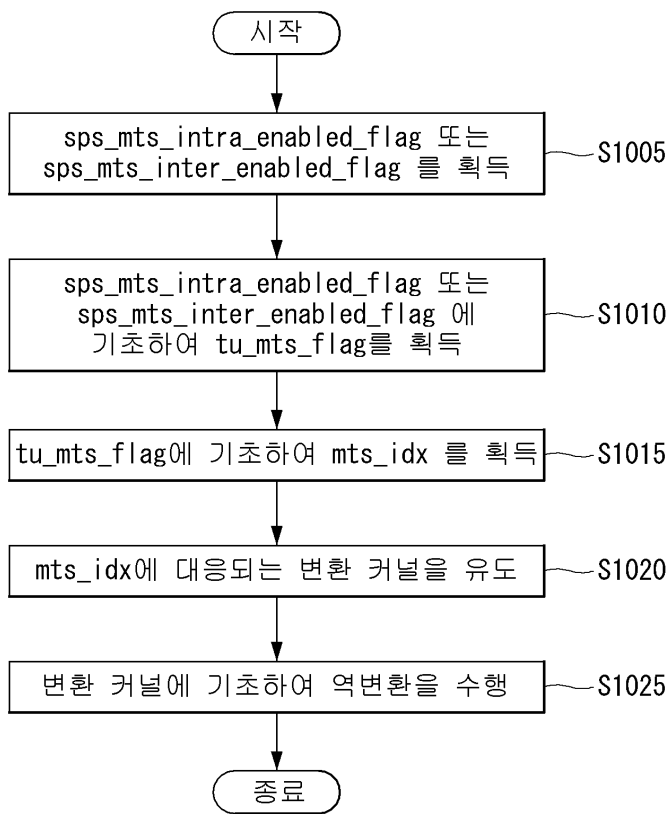 시작
sps_mts_intra_enabled_flag 또는
sps_mts_inter_enabled_flag 를 획득
S1005
sps_mts_intra_enabled_flag 또는
sps_mts_inter_enabled_flag 에
기초하여 tu_mts_flag를 획득
S1010
tu_mts_flag에 기초하여 mts_idx 를 획득
S1015
mts_idx에 대응되는 변환 커널을 유도
S1020
변환 커널에 기초하여 역변환을 수행
S1025
종료